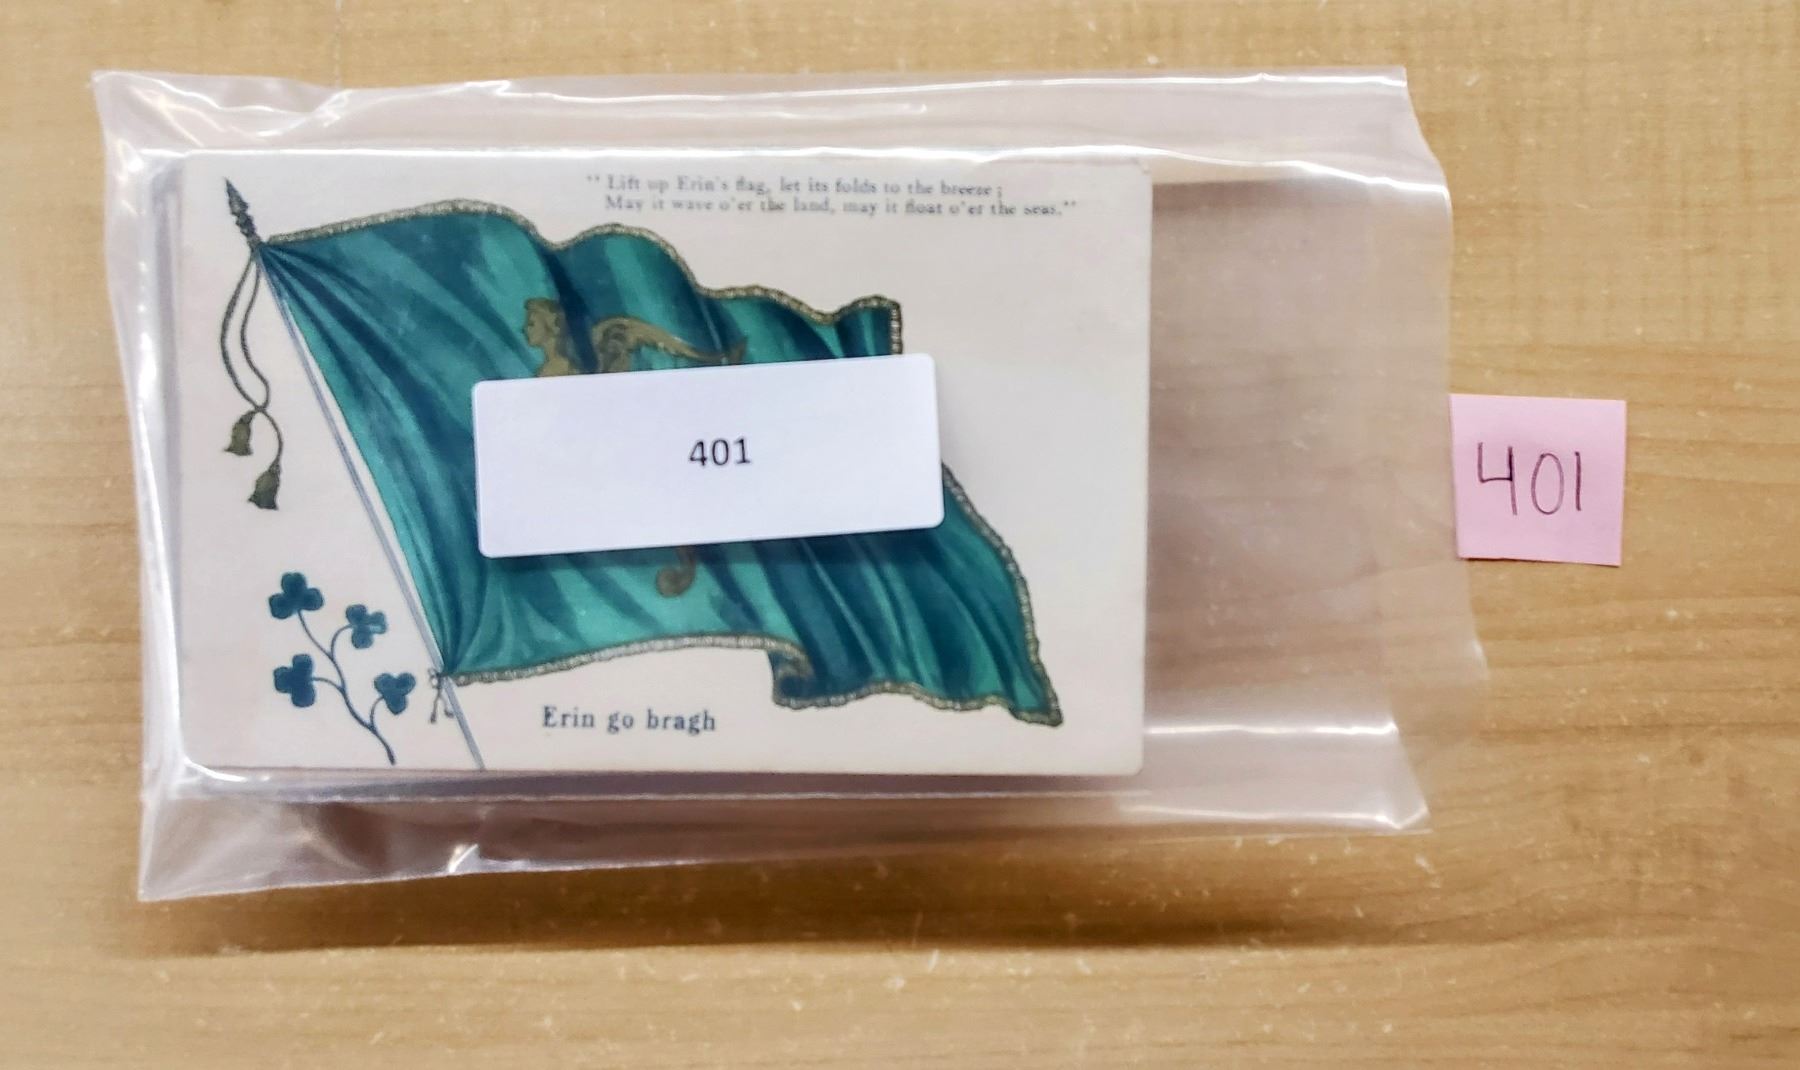 “Lift up Erin's flag, let its folds to the breeze;
May it wave o'er the land, may it float o'er the seas.”
401
401
Erin go bragh